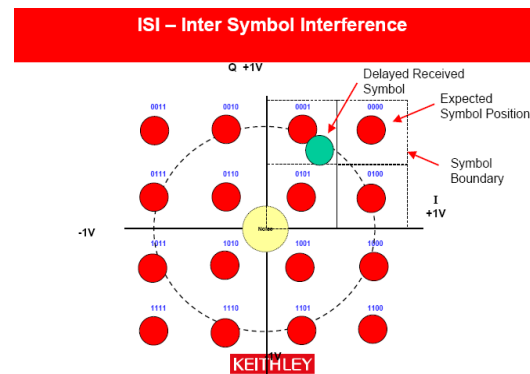 ISI – Inter Symbol Interference
Q +1V
Delayed Received
Symbol
Expected
Symbol Position
Symbol
Boundary
0011 0010 0001 0000
0111 0110 0101 0100
I
+1V
-1V
Noise
1011 1010 1001 1000
1111 1110 1101 1100
-1V
KEITHLEY